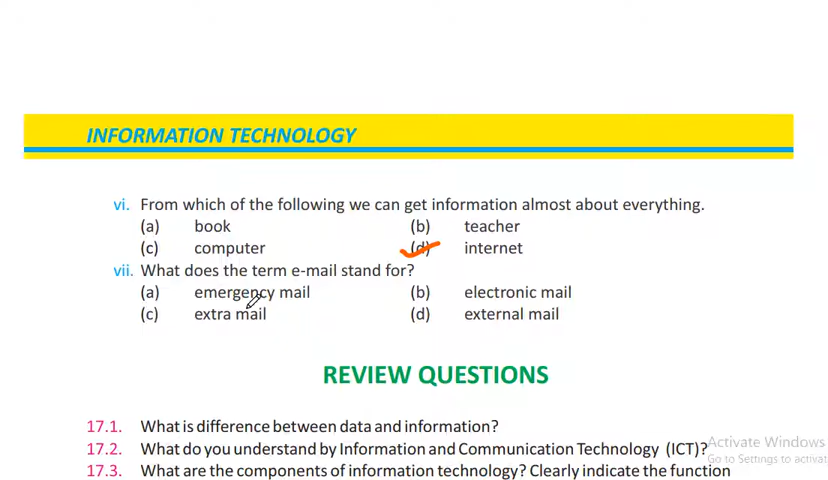 INFORMATION TECHNOLOGY
vi. From which of the following we can get information almost about everything.
(a) book (b) teacher
(c) computer (d) internet
vii. What does the term e-mail stand for?
(a) emergency mail (b) electronic mail
(c) extra mail (d) external mail
REVIEW QUESTIONS
17.1. What is difference between data and information?
17.2. What do you understand by Information and Communication Technology (ICT)?
17.3. What are the components of information technology? Clearly indicate the function
Activate Windows
Go to Settings to activat